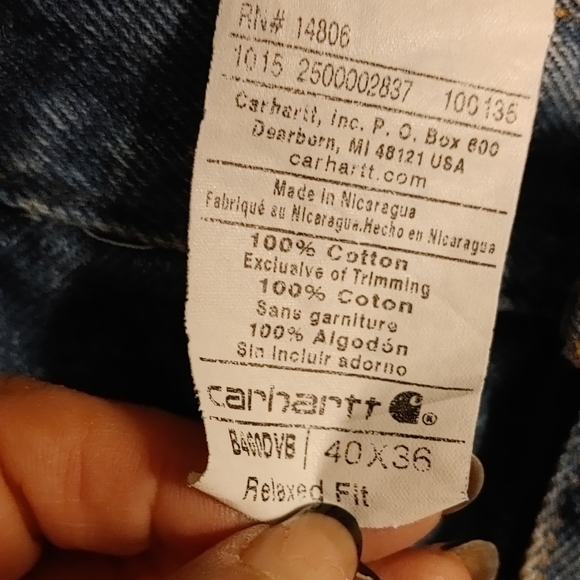 RN# 14806
1015 2500002837 100135
Carhartt, Inc. P. O. Box 600
Dearborn, MI 48121 USA
carhartt.com
Made in Nicaragua
Fabriqué au Nicaragua.Hecho en Nicaragua
100% Cotton
Exclusive of Trimming
100% Coton
Sans garniture
100% Algodón
Sin incluir adorno
carhartt ®
B460DVB 40X36
Relaxed Fit